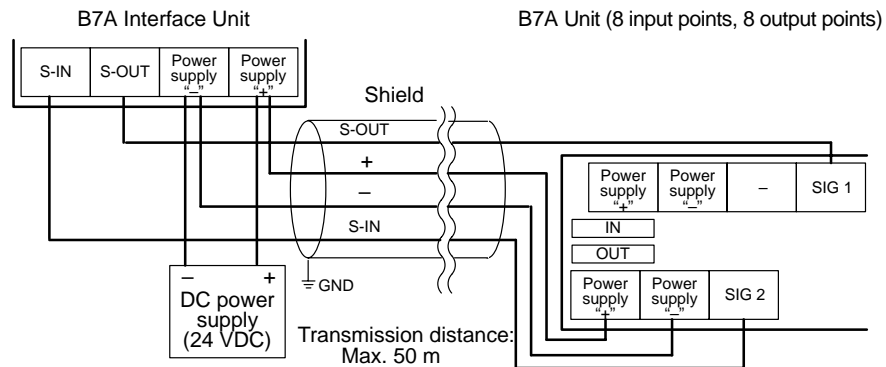 B7A Interface Unit
B7A Unit (8 input points, 8 output points)
S-IN
S-OUT
Power
supply
“–”
Power
supply
“+”
Shield
S-OUT
+
–
S-IN
GND
–
+
DC power
supply
(24 VDC)
Transmission distance:
Max. 50 m
Power
supply
“+”
Power
supply
“–”
–
SIG 1
IN
OUT
Power
supply
“+”
Power
supply
“–”
SIG 2